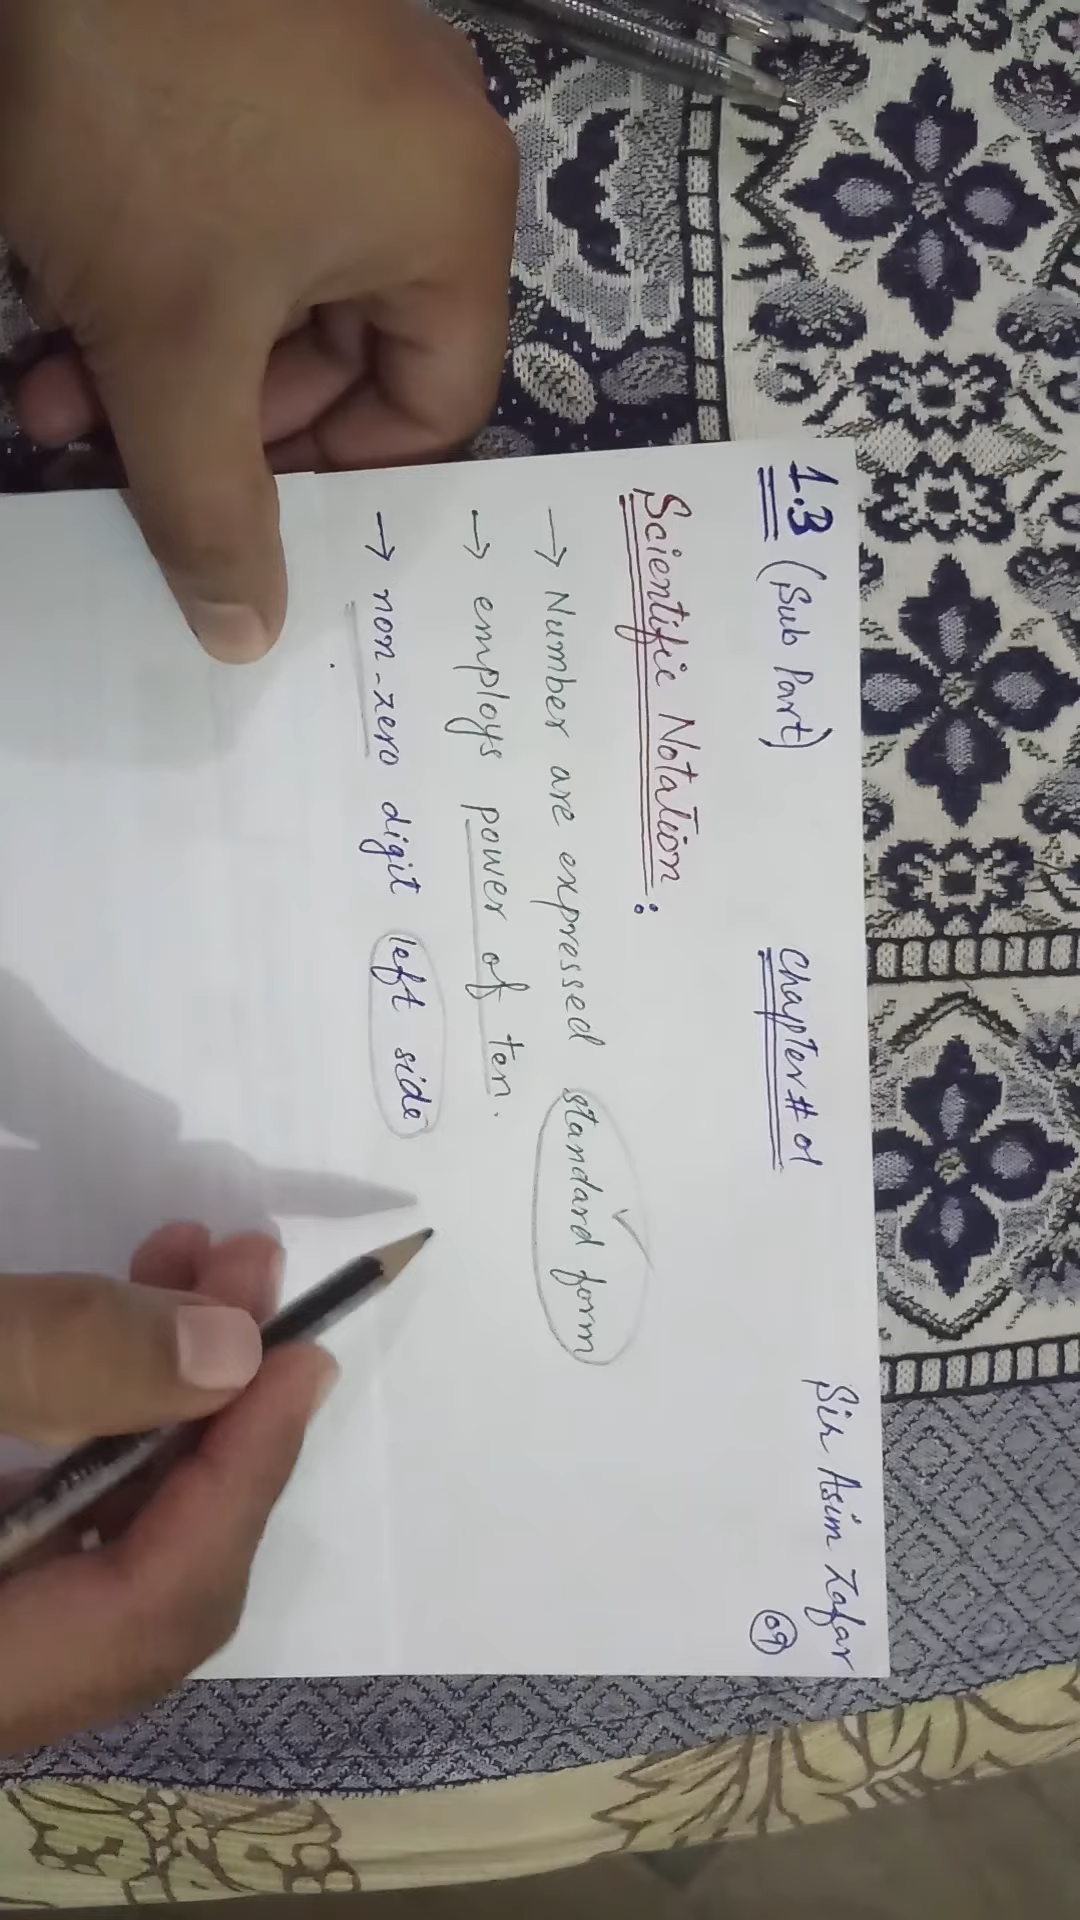 1.3 (Sub Part) Chapter # 01 Sir Asim Zafar
09
Scientific Notation:
→ Number are expressed standard form
→ employs power of ten.
→ non-zero digit left side